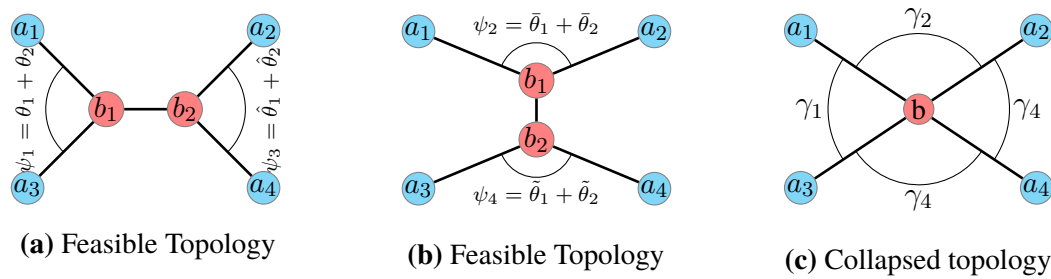 a₁
a₂
ψ₁ = θ₁ + θ₂
b₁
b₂
ψ₃ = θ̂₁ + θ̂₂
a₃
a₄
(a) Feasible Topology
a₁
ψ₂ = θ̄₁ + θ̄₂
a₂
b₁
b₂
a₃
ψ₄ = θ̃₁ + θ̃₂
a₄
(b) Feasible Topology
a₁
γ₂
a₂
γ₁
b
γ₄
a₃
γ₄
a₄
(c) Collapsed topology